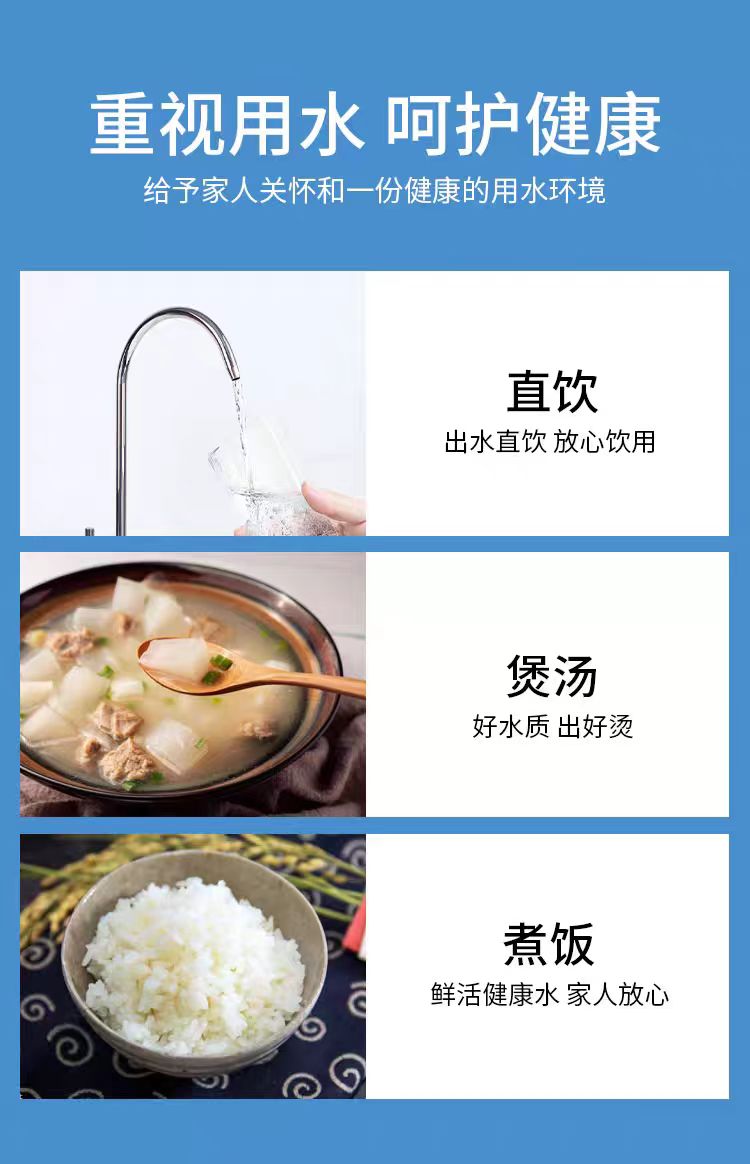 重视用水 呵护健康
给予家人关怀和一份健康的用水环境
直饮
出水直饮 放心饮用
煲汤
好水质 出好烫
煮饭
鲜活健康水 家人放心